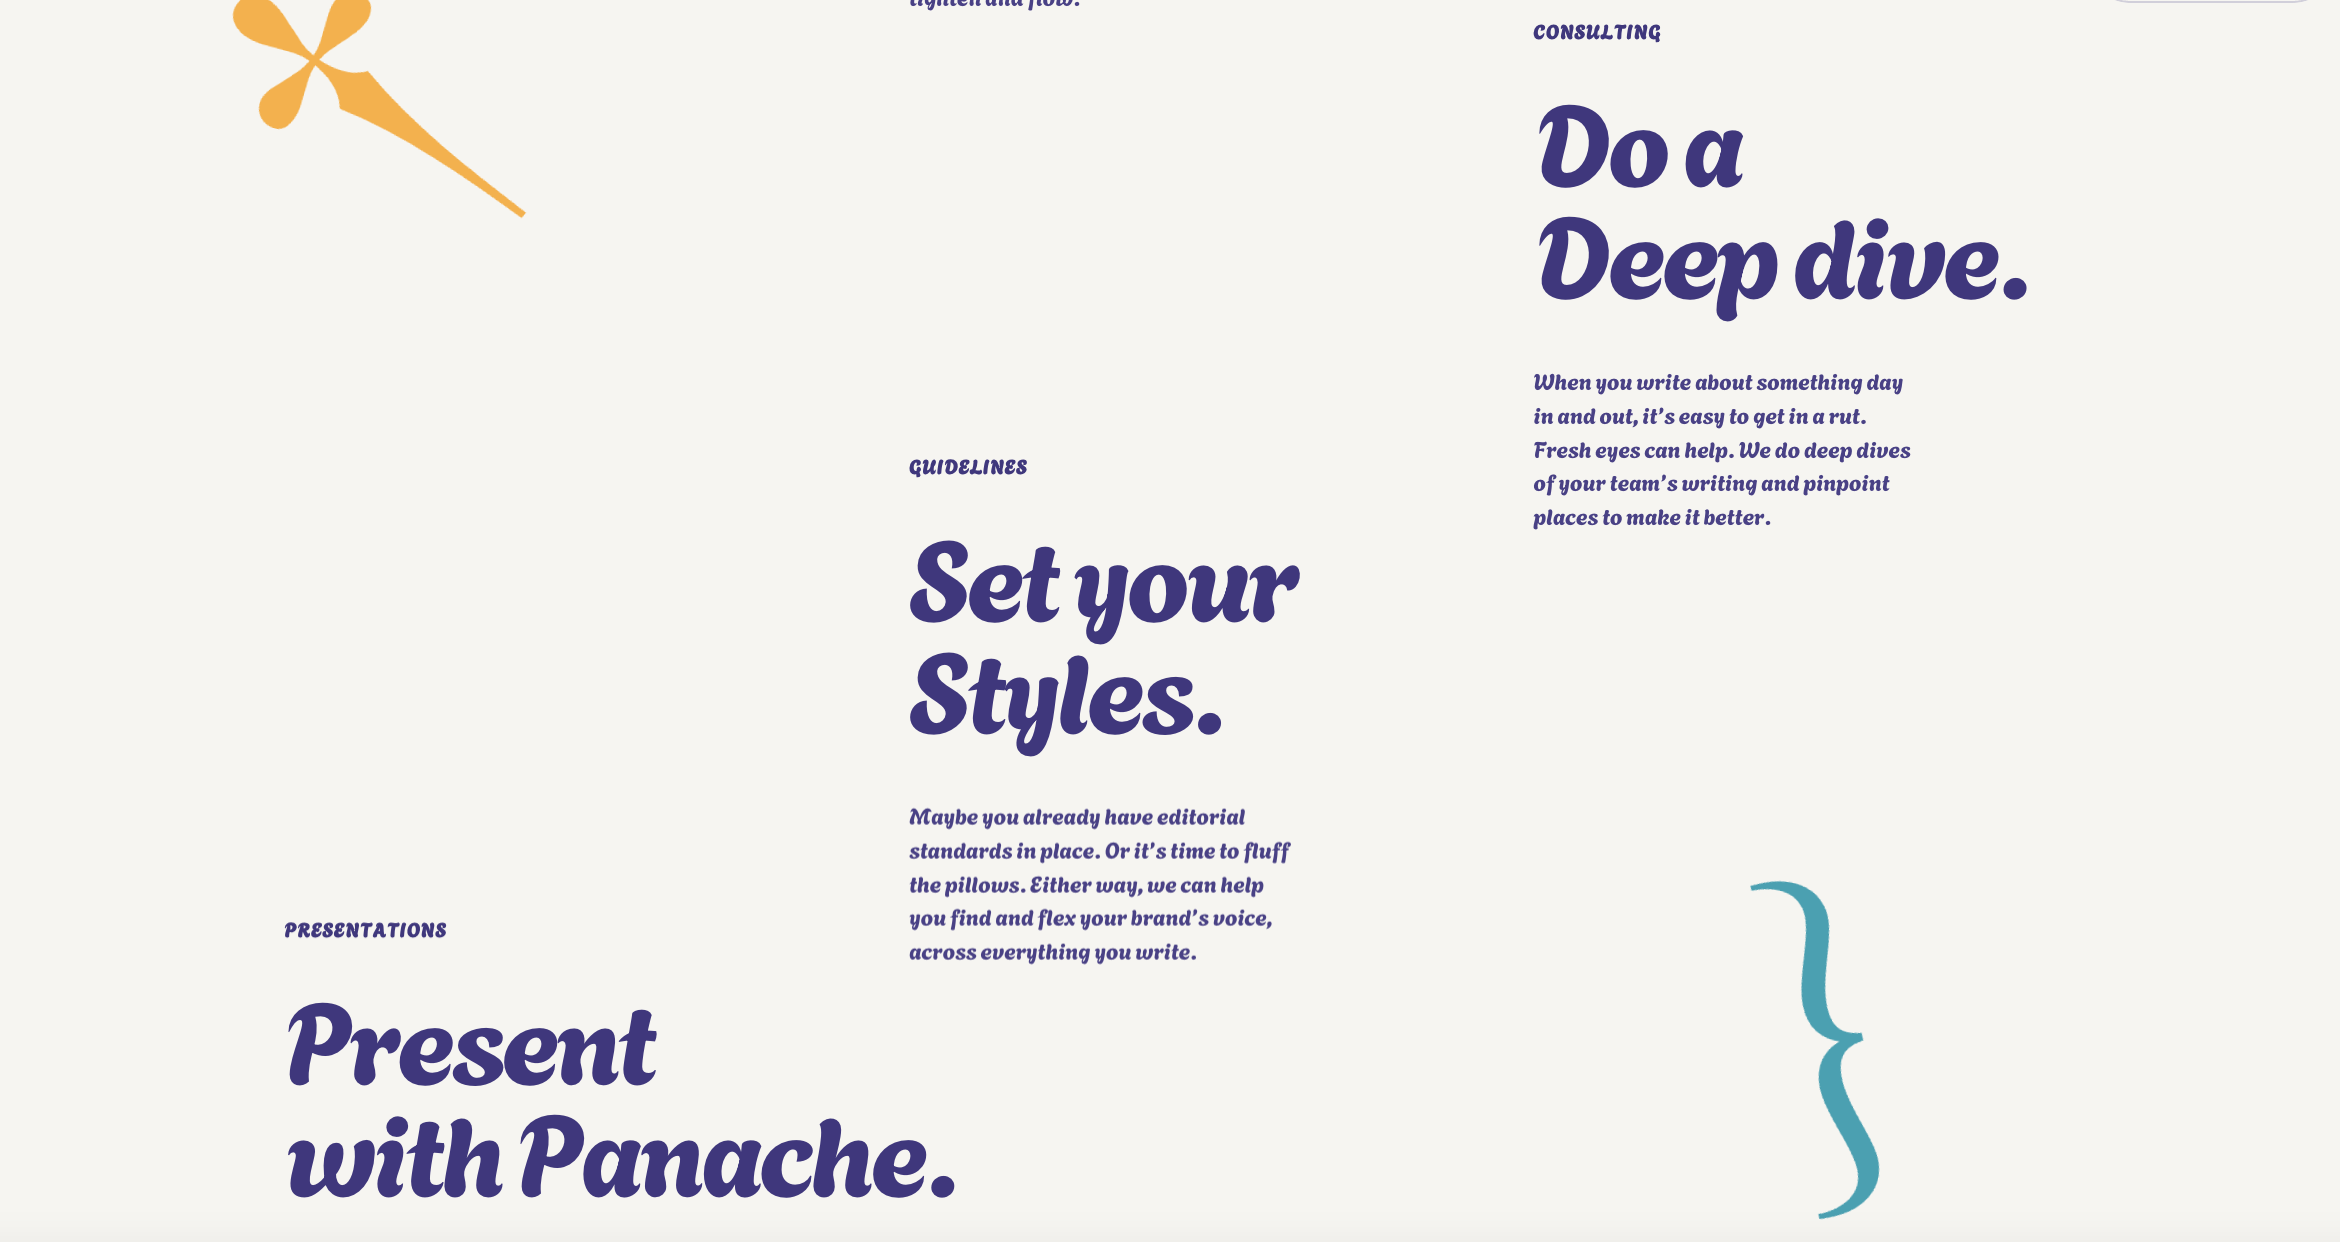 tighten and flow.
CONSULTING
Do a
Deep dive.
When you write about something day
in and out, it's easy to get in a rut.
Fresh eyes can help. We do deep dives
of your team's writing and pinpoint
places to make it better.
GUIDELINES
Set your
Styles.
Maybe you already have editorial
standards in place. Or it's time to fluff
the pillows. Either way, we can help
you find and flex your brand's voice,
across everything you write.
PRESENTATIONS
Present
with Panache.